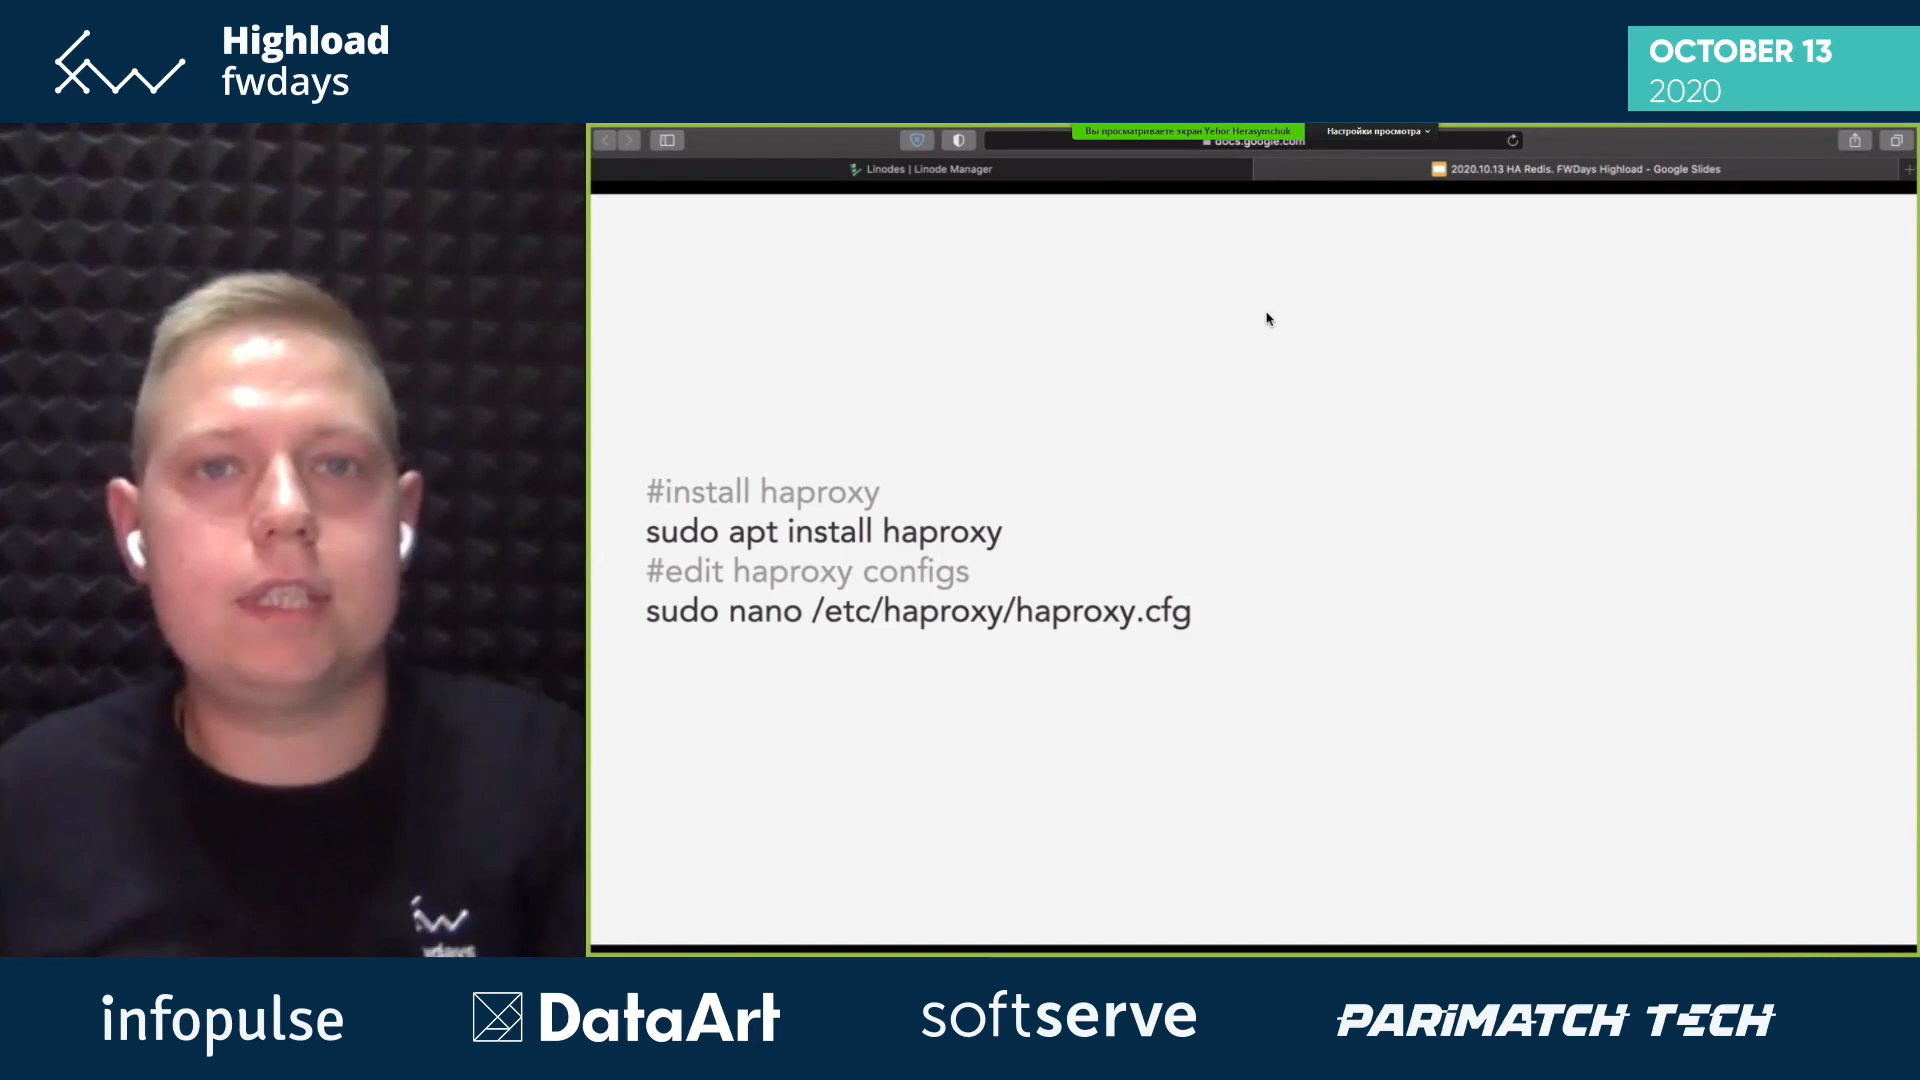 Highload
fwdays
OCTOBER 13
2020
Вы просматриваете экран Yehor Herasymchuk
Настройки просмотра
docs.google.com
Linodes | Linode Manager
2020.10.13 HA Redis. FWDays Highload - Google Slides
#install haproxy
sudo apt install haproxy
#edit haproxy configs
sudo nano /etc/haproxy/haproxy.cfg
infopulse
DataArt
softserve
PARIMATCH TECH